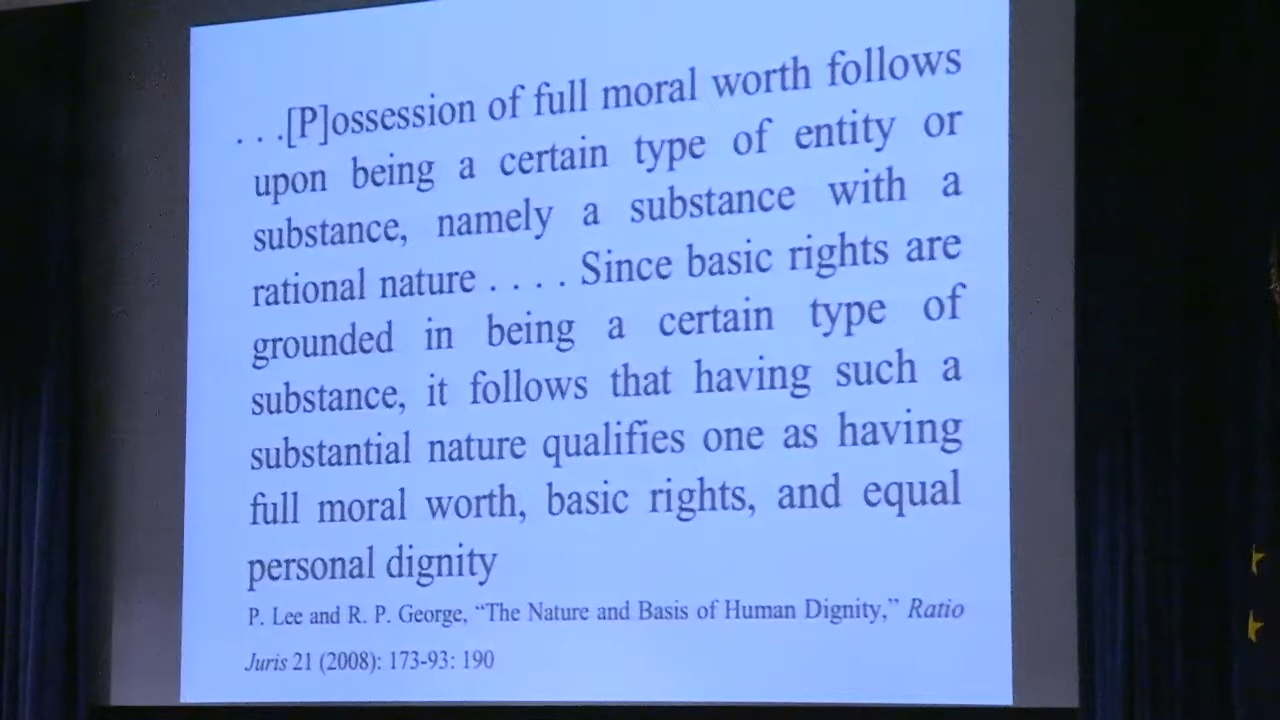 . . .[P]ossession of full moral worth follows
upon being a certain type of entity or
substance, namely a substance with a
rational nature . . . . Since basic rights are
grounded in being a certain type of
substance, it follows that having such a
substantial nature qualifies one as having
full moral worth, basic rights, and equal
personal dignity
P. Lee and R. P. George, “The Nature and Basis of Human Dignity,” Ratio
Juris 21 (2008): 173-93: 190